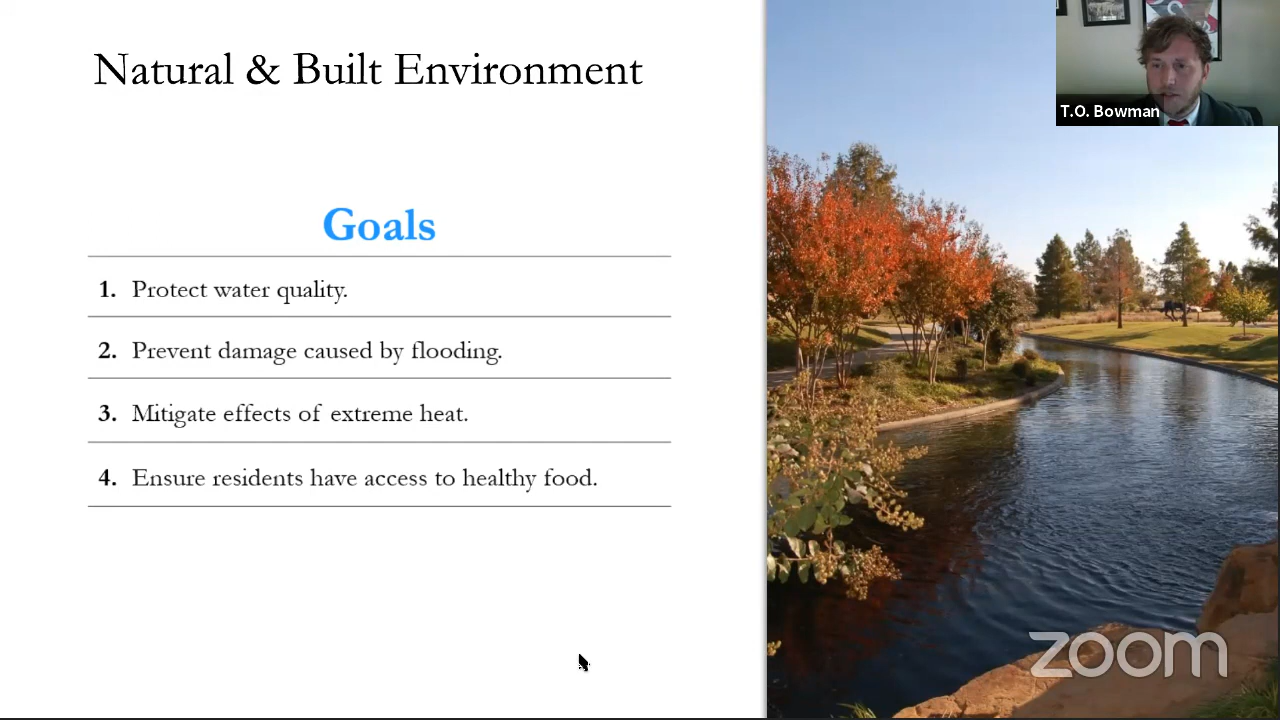 Natural & Built Environment
Goals
1. Protect water quality.
2. Prevent damage caused by flooding.
3. Mitigate effects of extreme heat.
4. Ensure residents have access to healthy food.
T.O. Bowman
zoom